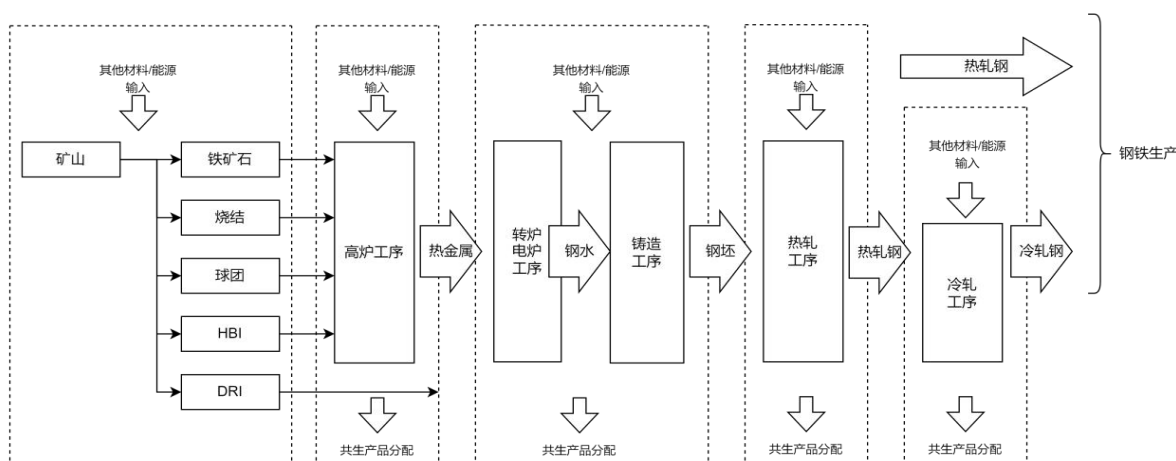 其他材料/能源
输入
其他材料/能源
输入
其他材料/能源
输入
其他材料/能源
输入
热轧钢
矿山
铁矿石
烧结
球团
HBI
DRI
高炉工序
热金属
转炉
电炉
工序
钢水
铸造
工序
钢坯
热轧
工序
热轧钢
其他材料/能源
输入
冷轧
工序
冷轧钢
钢铁生产
共生产品分配
共生产品分配
共生产品分配
共生产品分配